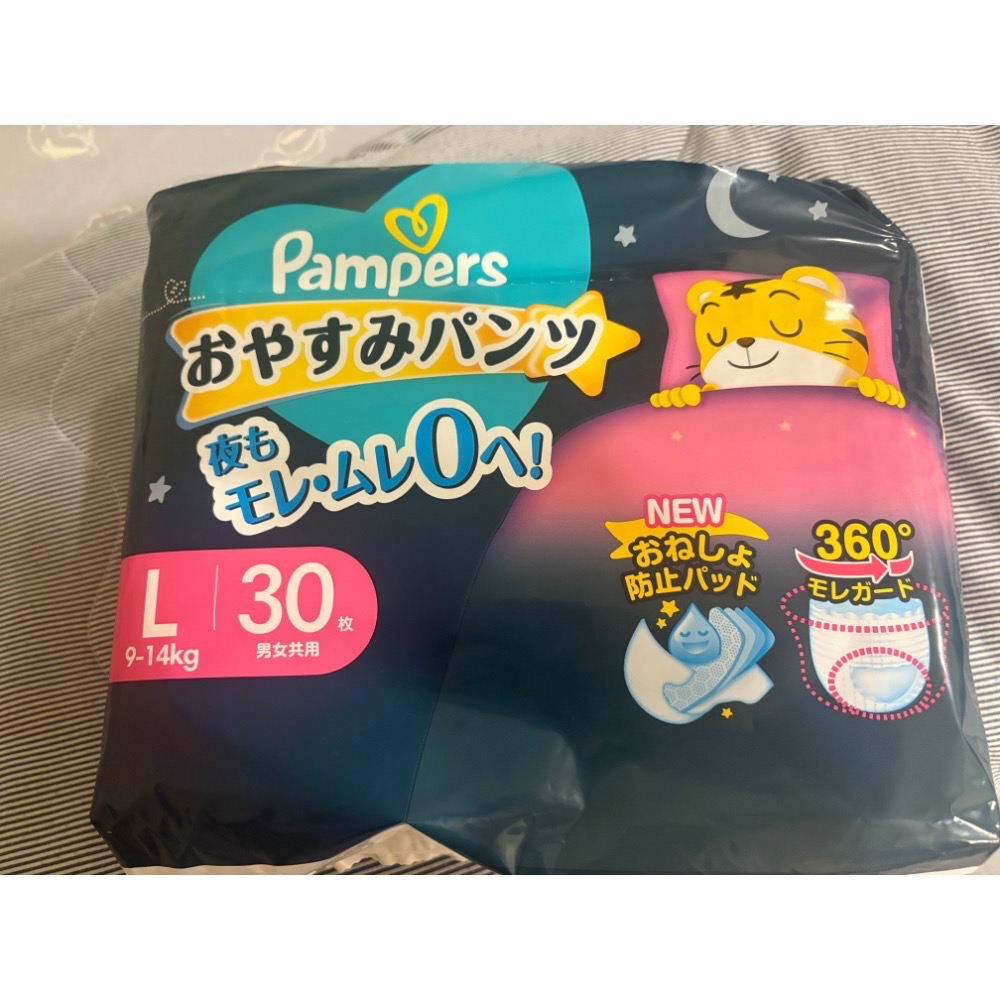 Pampers
おやすみパンツ
夜も
モレ・ムレ0へ!
NEW
おねしょ
防止パッド
360°
モレガード
L
9-14kg
30枚
男女共用